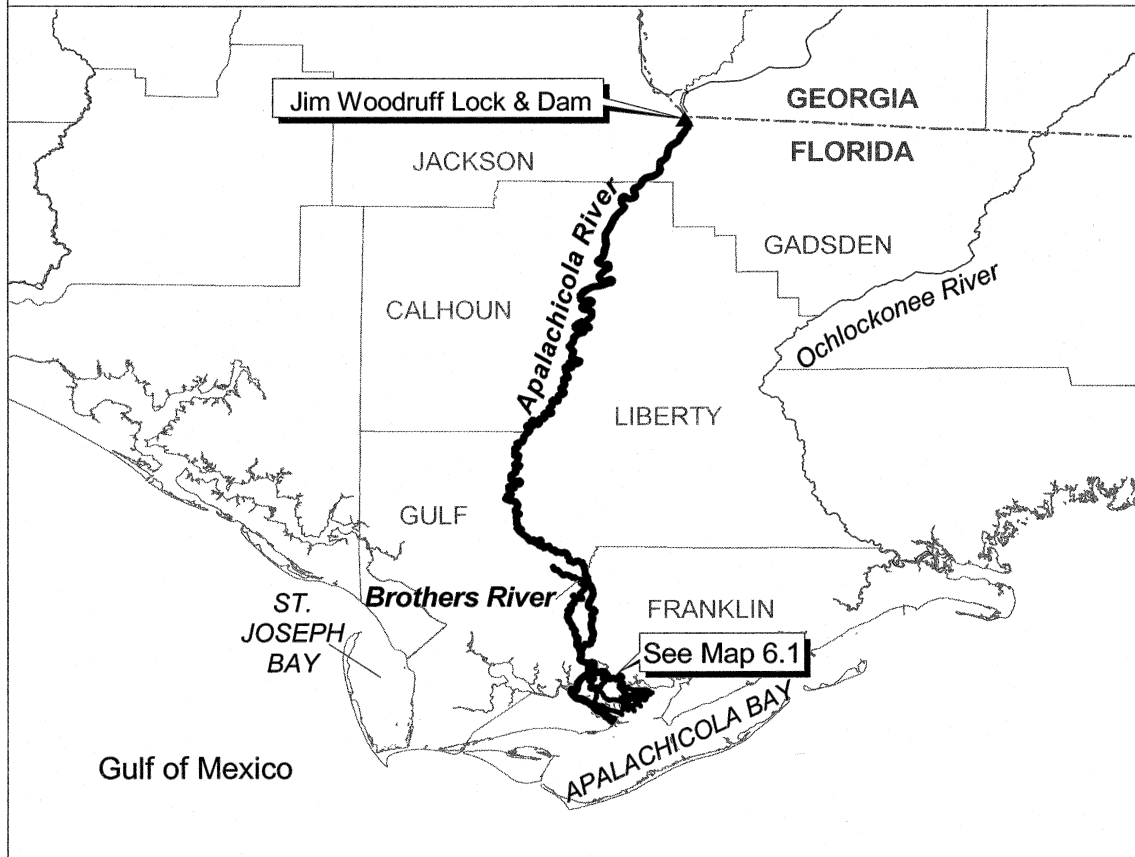 Jim Woodruff Lock & Dam
GEORGIA
FLORIDA
JACKSON
Apalachicola River
GADSDEN
Ochlockonee River
CALHOUN
LIBERTY
GULF
Brothers River
FRANKLIN
ST.
JOSEPH
BAY
See Map 6.1
APALACHICOLA BAY
Gulf of Mexico